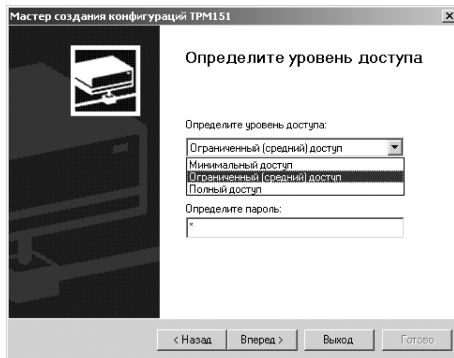 Мастер создания конфигураций ТРМ151
Определите уровень доступа
Определите уровень доступа:
Ограниченный (средний) доступ
Минимальный доступ
Ограниченный (средний) доступ
Полный доступ
Определите пароль:
*
< Назад Вперед > Выход Готово